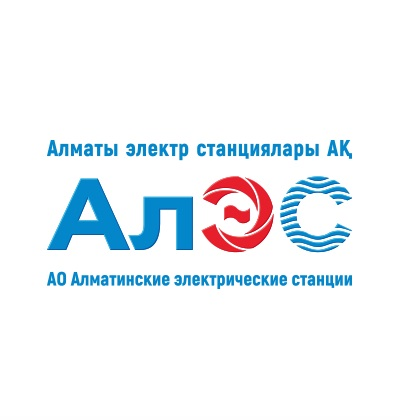 Алматы электр станциялары АҚ
АлЭС
АО Алматинские электрические станции